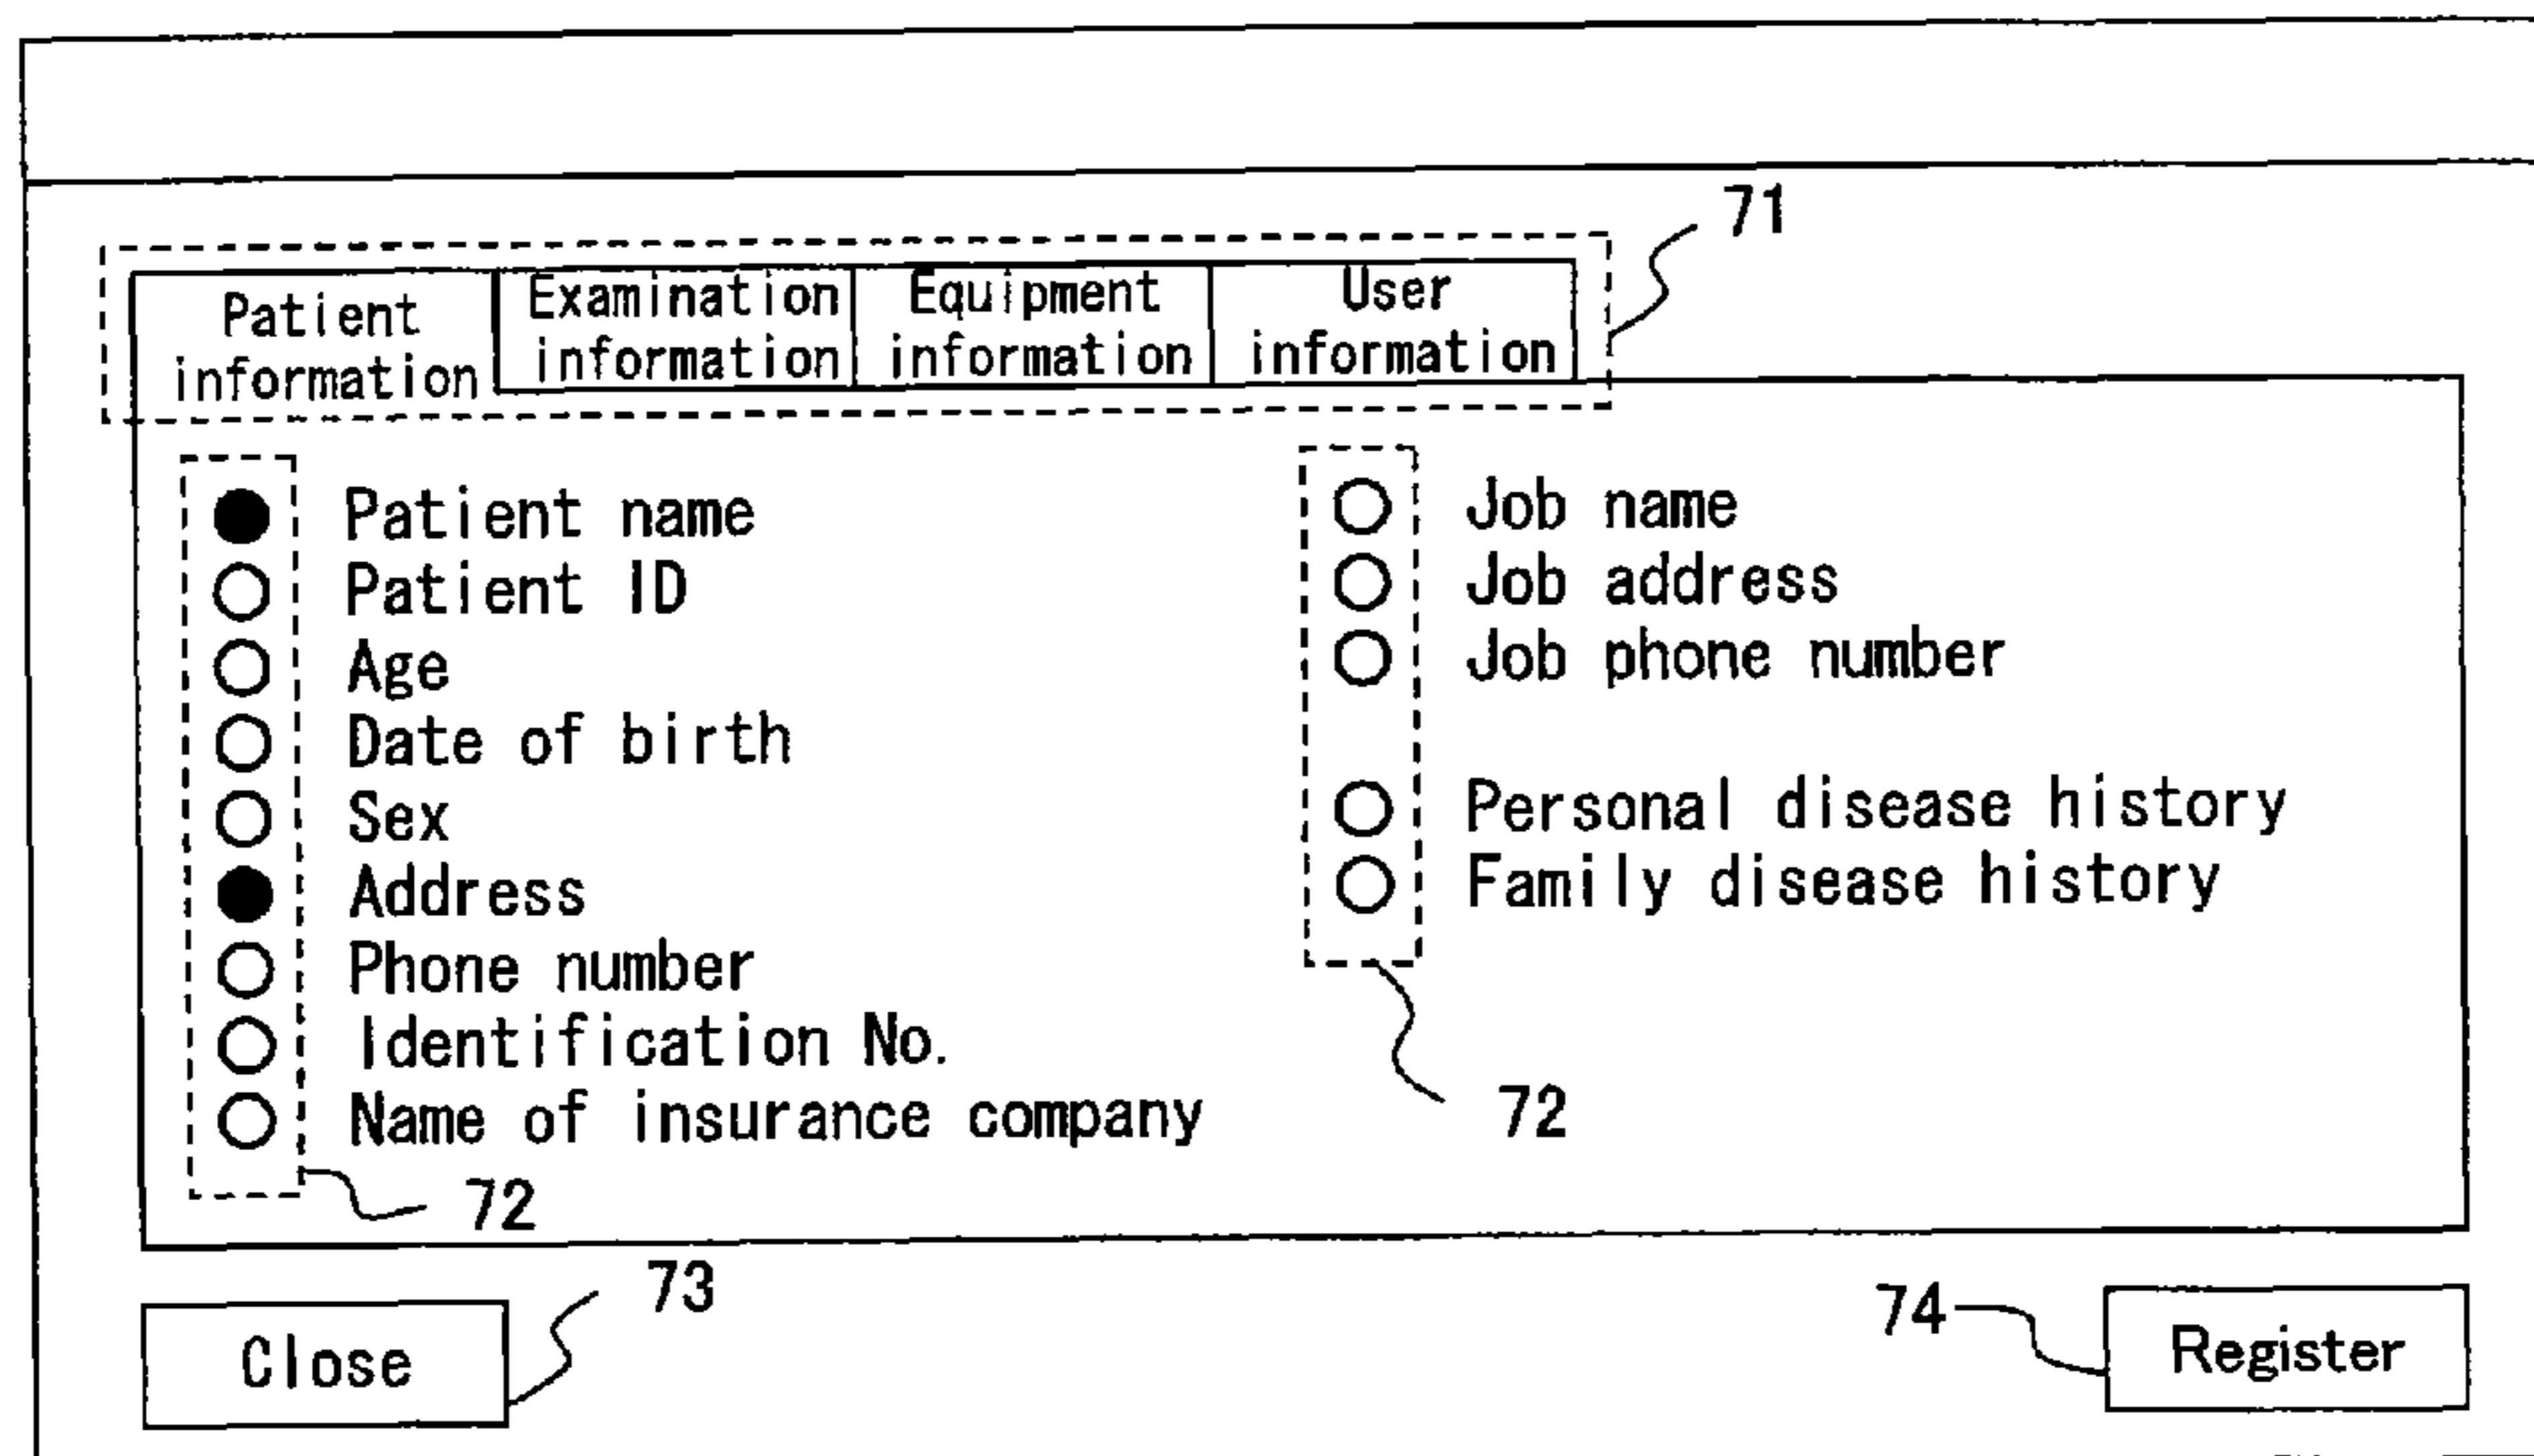 71
Patient
information
Examination
information
Equipment
information
User
information
Patient name
Patient ID
Age
Date of birth
Sex
Address
Phone number
Identification No.
Name of insurance company
72
Job name
Job address
Job phone number
Personal disease history
Family disease history
72
73
Close
74
Register